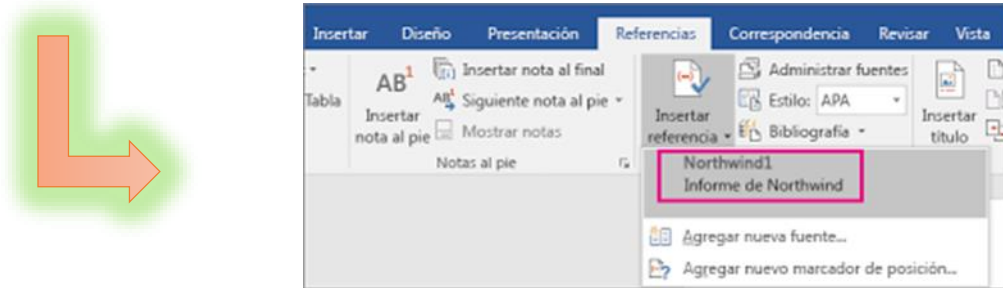 Insertar Diseño Presentación Referencias Correspondencia Revisar Vista
Tabla
AB1
Insertar
nota al pie
Insertar nota al final
Siguiente nota al pie
Mostrar notas
Notas al pie
Insertar
referencia
Administrar fuentes
Estilo: APA
Bibliografía
Insertar
título
Northwind1
Informe de Northwind
Agregar nueva fuente...
Agregar nuevo marcador de posición...